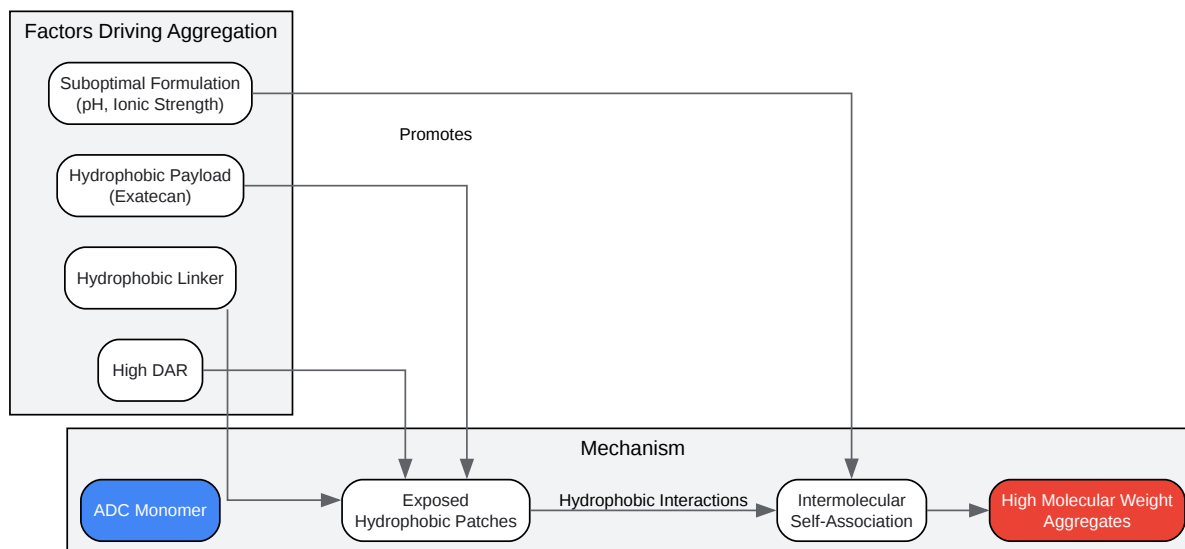 Factors Driving Aggregation
Suboptimal Formulation
(pH, Ionic Strength)
Promotes
Hydrophobic Payload
(Exatecan)
Hydrophobic Linker
High DAR
Mechanism
ADC Monomer
Exposed
Hydrophobic Patches
Hydrophobic Interactions
Intermolecular
Self-Association
High Molecular Weight
Aggregates